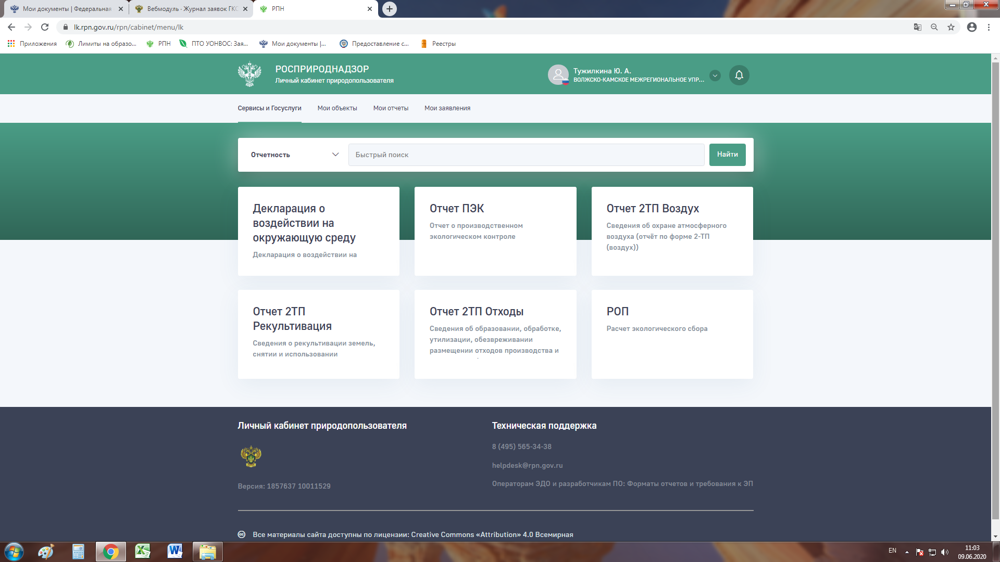 Мои документы | Федеральная
Вебмодуль · Журнал заявок ГКС
РПН
lk.rpn.gov.ru/rpn/cabinet/menu/lk
Приложения
Лимиты на образо...
РПН
ПТО УОНВОС: Зая...
Мои документы |...
Предоставление с...
Реестры
РОСПРИРОДНАДЗОР
Личный кабинет природопользователя
Тужилкина Ю. А.
ВОЛЖСКО-КАМСКОЕ МЕЖРЕГИОНАЛЬНОЕ УПР...
Сервисы и Госуслуги
Мои объекты
Мои отчеты
Мои заявления
Отчетность
Быстрый поиск
Найти
Декларация о
воздействии на
окружающую среду
Декларация о воздействии на
Отчет ПЭК
Отчет о производственном
экологическом контроле
Отчет 2ТП Воздух
Сведения об охране атмосферного
воздуха (отчёт по форме 2-ТП
(воздух))
Отчет 2ТП
Рекультивация
Сведения о рекультивации земель,
снятии и использовании
Отчет 2ТП Отходы
Сведения об образовании, обработке,
утилизации, обезвреживании
размещении отходов производства и
РОП
Расчет экологического сбора
Личный кабинет природопользователя
Версия: 1857637 10011529
Техническая поддержка
8 (495) 565-34-38
helpdesk@rpn.gov.ru
Операторам ЭДО и разработчикам ПО: Форматы отчетов и требования к ЭП
Все материалы сайта доступны по лицензии: Creative Commons «Attribution» 4.0 Всемирная
EN
11:03
09.06.2020